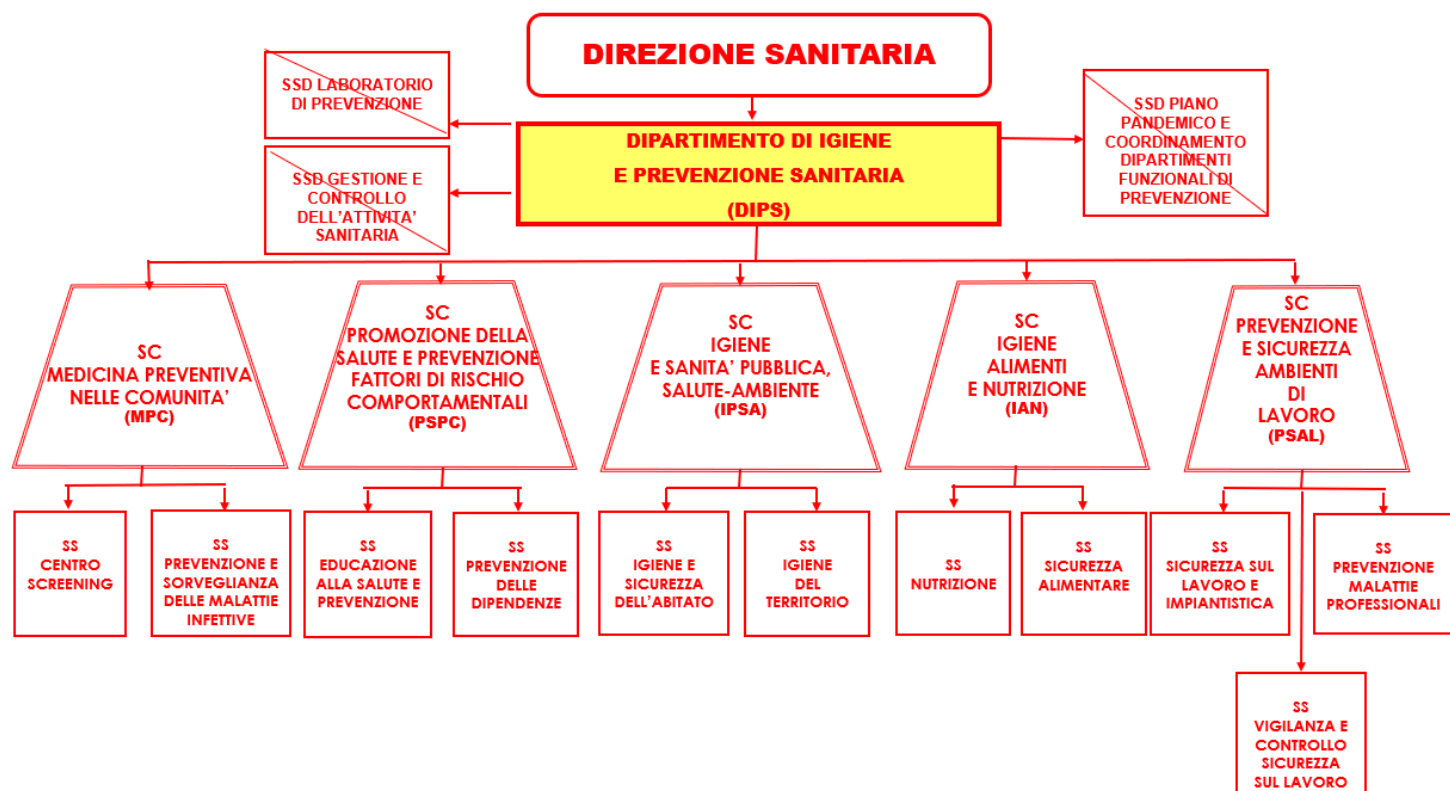 DIREZIONE SANITARIA
SSD LABORATORIO
DI PREVENZIONE
SSD PIANO
PANDEMICO E
COORDINAMENTO
DIPARTIMENTI
FUNZIONALI DI
PREVENZIONE
DIPARTIMENTO DI IGIENE
E PREVENZIONE SANITARIA
(DIPS)
SSD GESTIONE E
CONTROLLO
DELL'ATTIVITA'
SANITARIA
SC
MEDICINA PREVENTIVA
NELLE COMUNITA'
(MPC)
SC
PROMOZIONE DELLA
SALUTE E PREVENZIONE
FATTORI DI RISCHIO
COMPORTAMENTALI
(PSPC)
SC
IGIENE
E SANITA' PUBBLICA,
SALUTE-AMBIENTE
(IPSA)
SC
IGIENE
ALIMENTI
E NUTRIZIONE
(IAN)
SC
PREVENZIONE
E SICUREZZA
AMBIENTI
DI
LAVORO
(PSAL)
SS
CENTRO
SCREENING
SS
PREVENZIONE E
SORVEGLIANZA
DELLE MALATTIE
INFETTIVE
SS
EDUCAZIONE
ALLA SALUTE E
PREVENZIONE
SS
PREVENZIONE
DELLE
DIPENDENZE
SS
IGIENE E
SICUREZZA
DELL'ABITATO
SS
IGIENE
DEL
TERRITORIO
SS
NUTRIZIONE
SS
SICUREZZA
ALIMENTARE
SS
SICUREZZA SUL
LAVORO E
IMPIANTISTICA
SS
PREVENZIONE
MALATTIE
PROFESSIONALI
SS
VIGILANZA E
CONTROLLO
SICUREZZA
SUL LAVORO